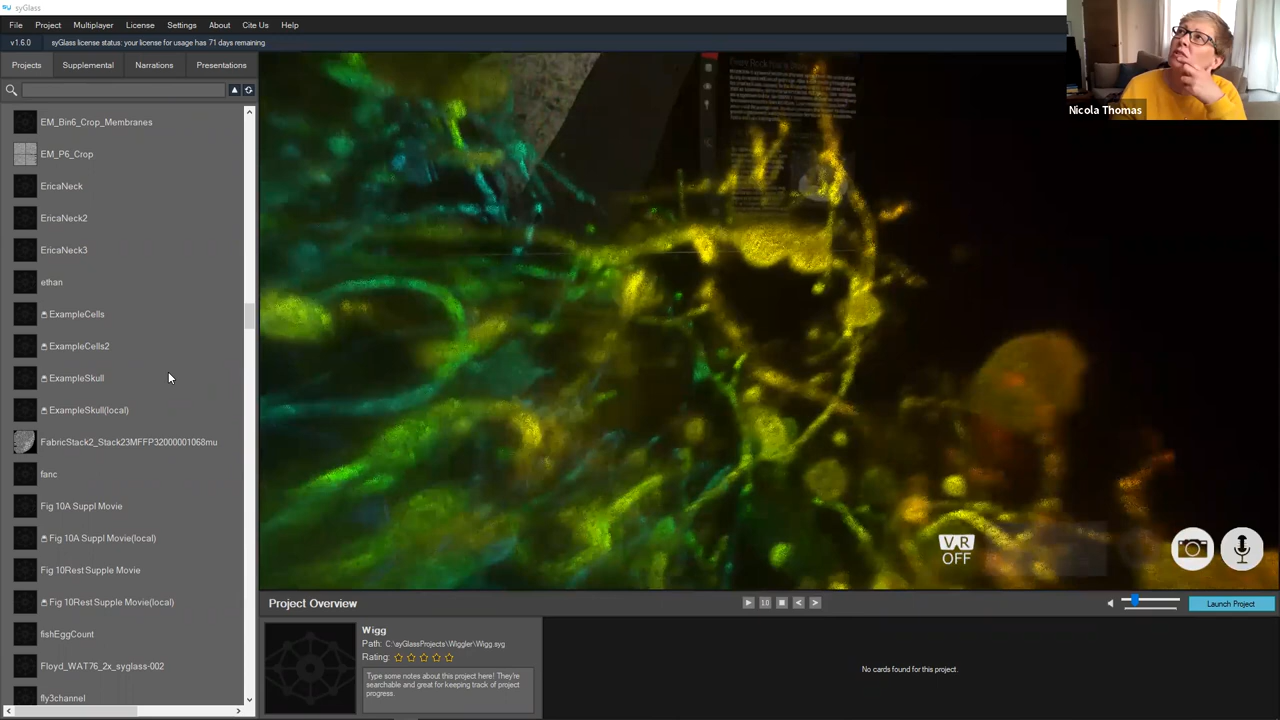 syGlass
File Project Multiplayer License Settings About Cite Us Help
v1.6.0 syGlass license status: your license for usage has 71 days remaining
Projects Supplemental Narrations Presentations
EM_Bin6_Crop_Membranes
EM_P6_Crop
EricaNeck
EricaNeck2
EricaNeck3
ethan
ExampleCells
ExampleCells2
ExampleSkull
ExampleSkull(local)
FabricStack2_Stack23MFFP32000001068mu
fanc
Fig 10A Suppl Movie
Fig 10A Suppl Movie(local)
Fig 10Rest Supple Movie
Fig 10Rest Supple Movie(local)
fishEggCount
Floyd_WAT76_2x_syglass-002
fly3channel
Nicola Thomas
VR
OFF
Project Overview
1.0
Launch Project
Wigg
Path: C:\syGlassProjects\Wiggler\Wigg.syg
Rating:
Type some notes about this project here! They're
searchable and great for keeping track of project
progress.
No cards found for this project.